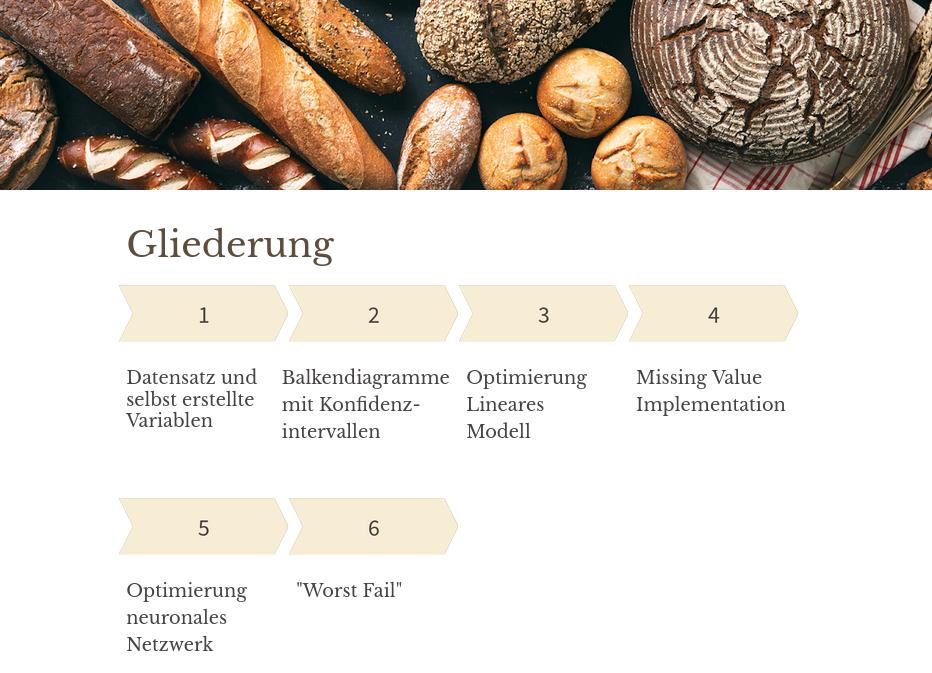 Gliederung
1
2
3
4
Datensatz und
selbst erstellte
Variablen
Balkendiagramme
mit Konfidenz-
intervallen
Optimierung
Lineares
Modell
Missing Value
Implementation
5
6
Optimierung
neuronales
Netzwerk
"Worst Fail"